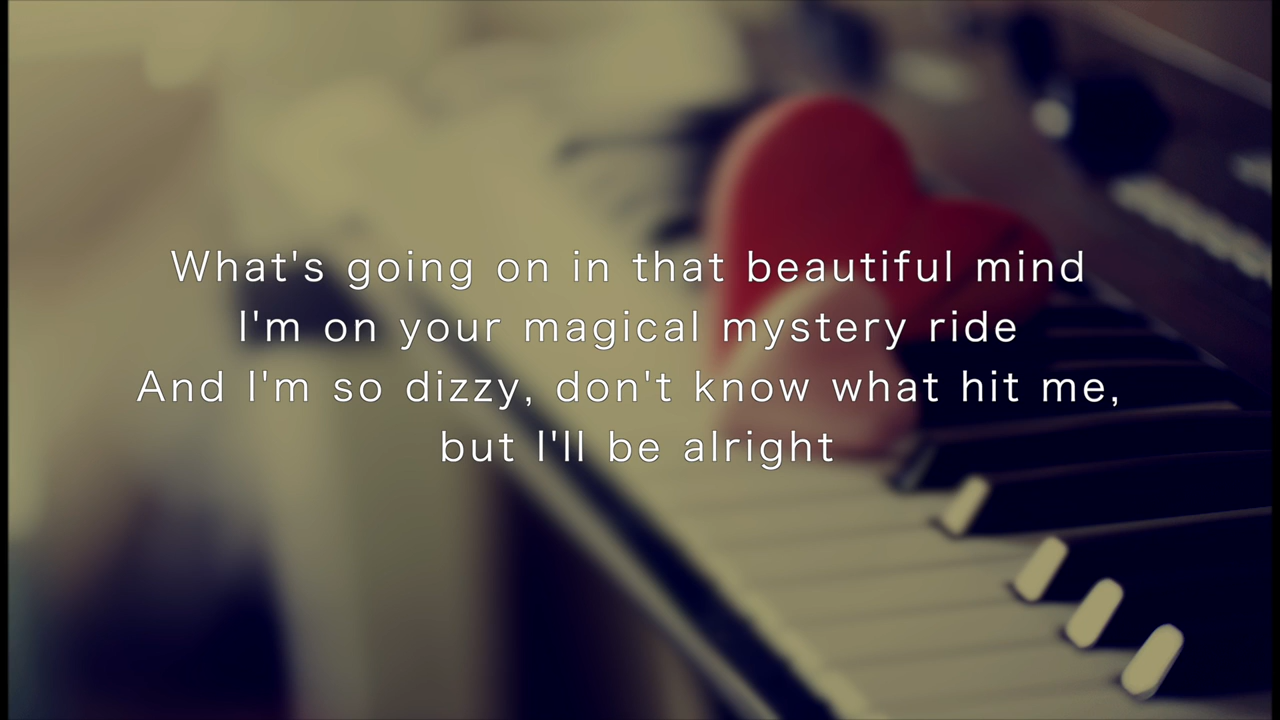 What's going on in that beautiful mind
I'm on your magical mystery ride
And I'm so dizzy, don't know what hit me,
but I'll be alright